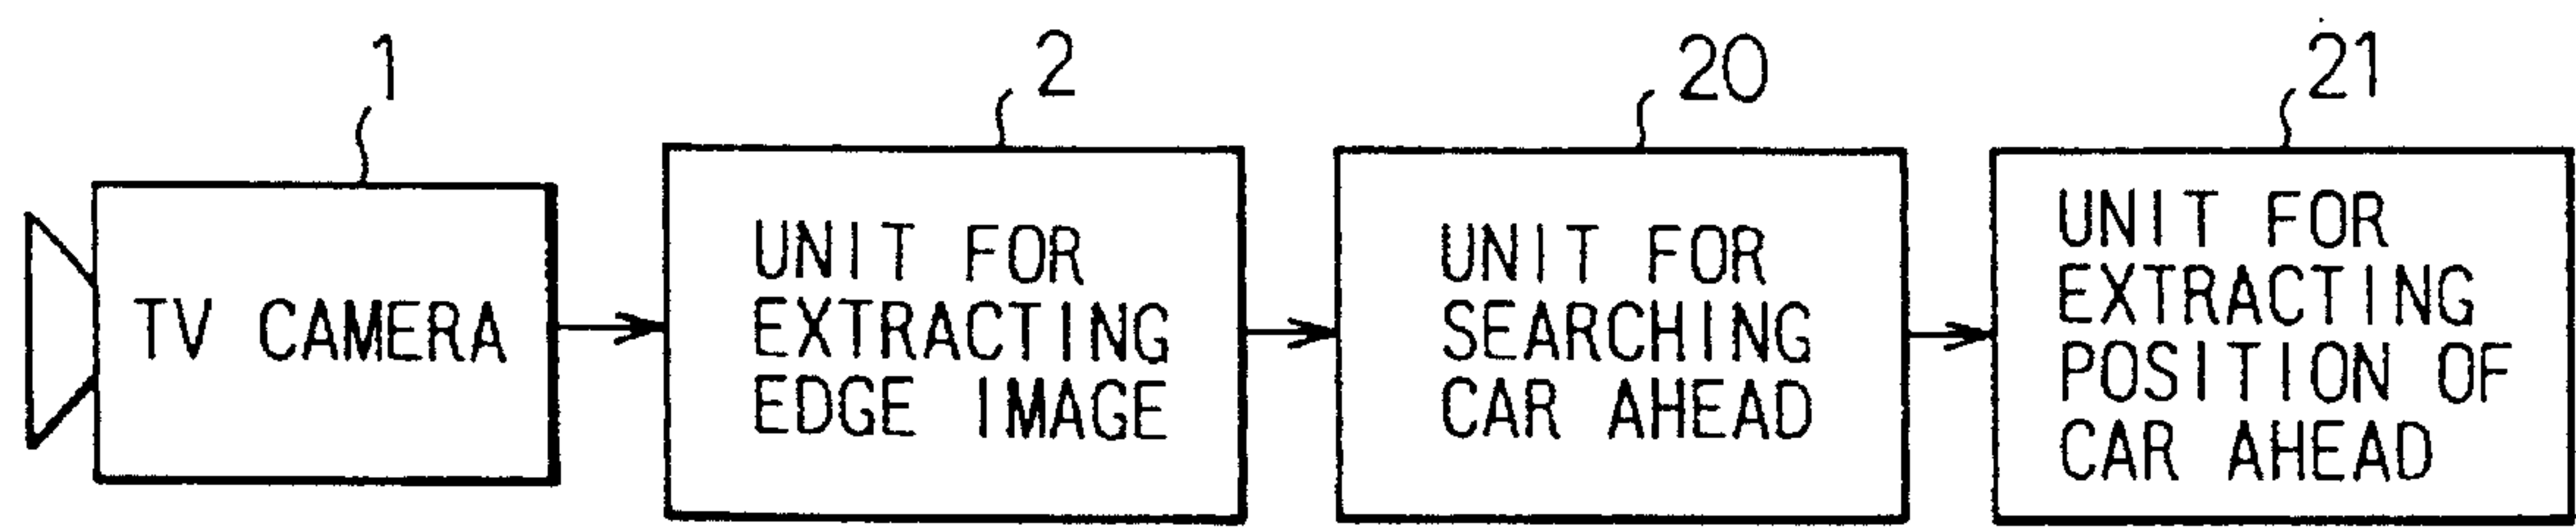 1
2
20
21
TV CAMERA
UNIT FOR
EXTRACTING
EDGE IMAGE
UNIT FOR
SEARCHING
CAR AHEAD
UNIT FOR
EXTRACTING
POSITION OF
CAR AHEAD